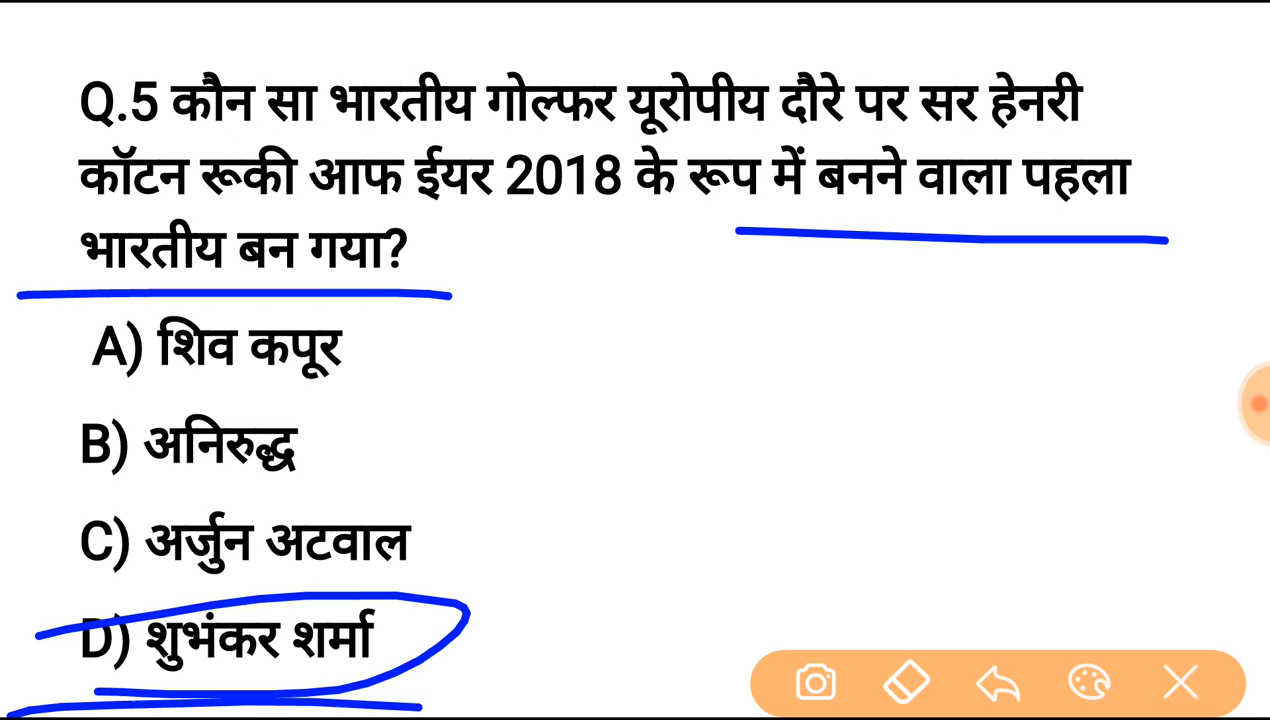 Q.5 कौन सा भारतीय गोल्फर यूरोपीय दौरे पर सर हेनरी
कॉटन रूकी आफ ईयर 2018 के रूप में बनने वाला पहला
भारतीय बन गया?
A) शिव कपूर
B) अनिरुद्ध
C) अर्जुन अटवाल
D) शुभंकर शर्मा